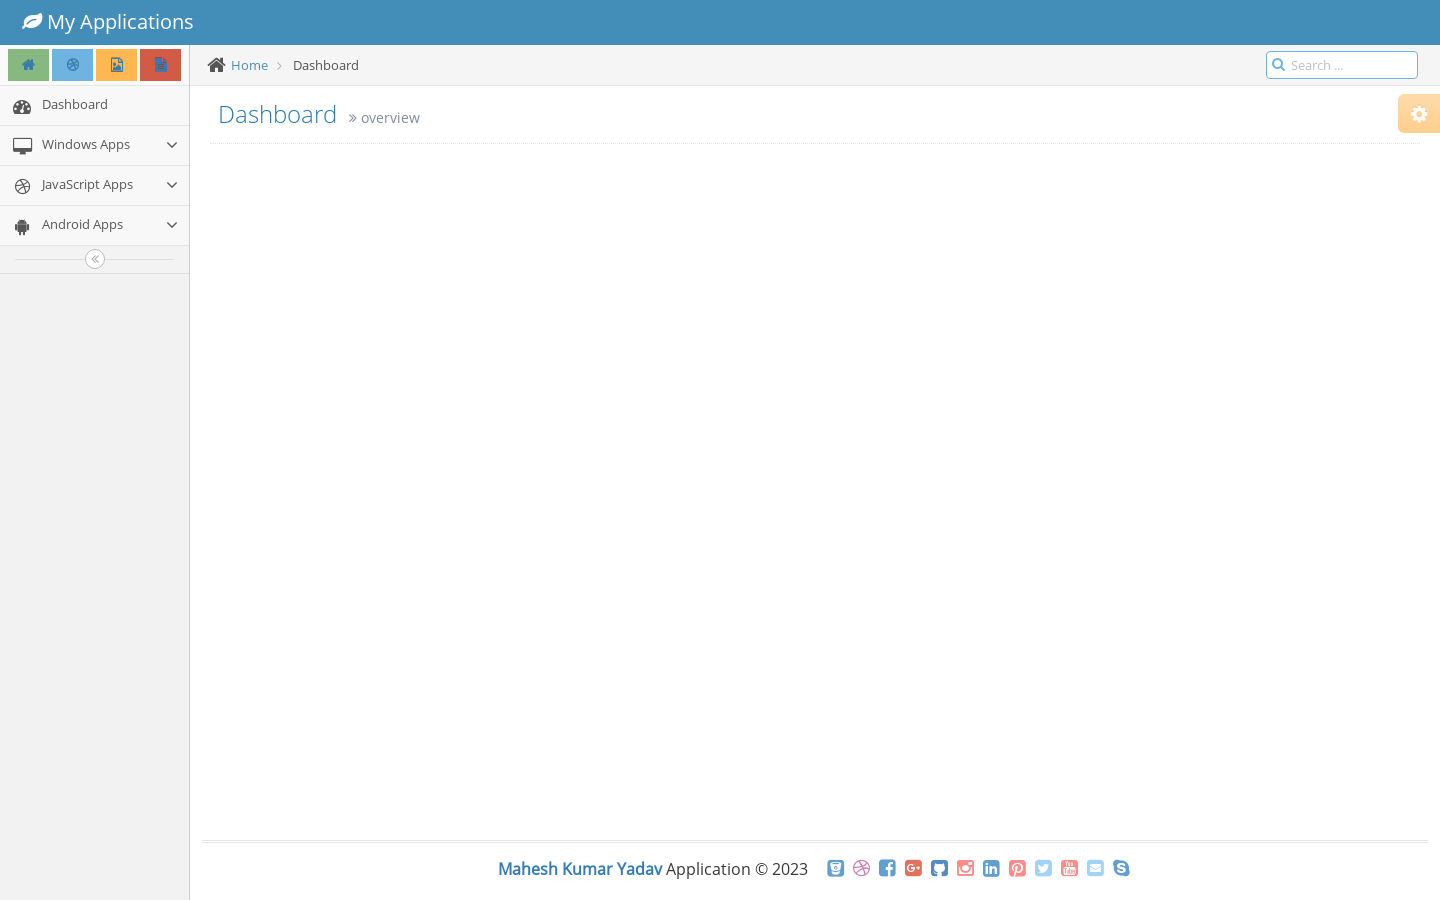 My Applications
Home
Dashboard
Search ...
Dashboard
Windows Apps
JavaScript Apps
Android Apps
Dashboard » overview
Mahesh Kumar Yadav Application © 2023